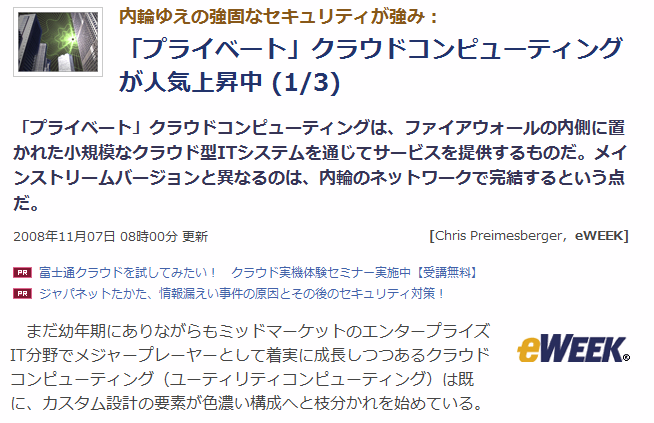 内輪ゆえの強固なセキュリティが強み：
「プライベート」クラウドコンピューティング
が人気上昇中 (1/3)
「プライベート」クラウドコンピューティングは、ファイアウォールの内側に置
かれた小規模なクラウド型ITシステムを通じてサービスを提供するものだ。メイ
ンストリームバージョンと異なるのは、内輪のネットワークで完結するという点
だ。
2008年11月07日 08時00分 更新
[Chris Preimesberger，eWEEK]
PR 富士通クラウドを試してみたい！　クラウド実機体験セミナー実施中【受講無料】
PR ジャパネットたかた、情報漏えい事件の原因とその後のセキュリティ対策！
まだ幼年期にありながらもミッドマーケットのエンタープライズ
IT分野でメジャープレーヤーとして着実に成長しつつあるクラウド
コンピューティング（ユーティリティコンピューティング）は既
に、カスタム設計の要素が色濃い構成へと枝分かれを始めている。
eWEEK®